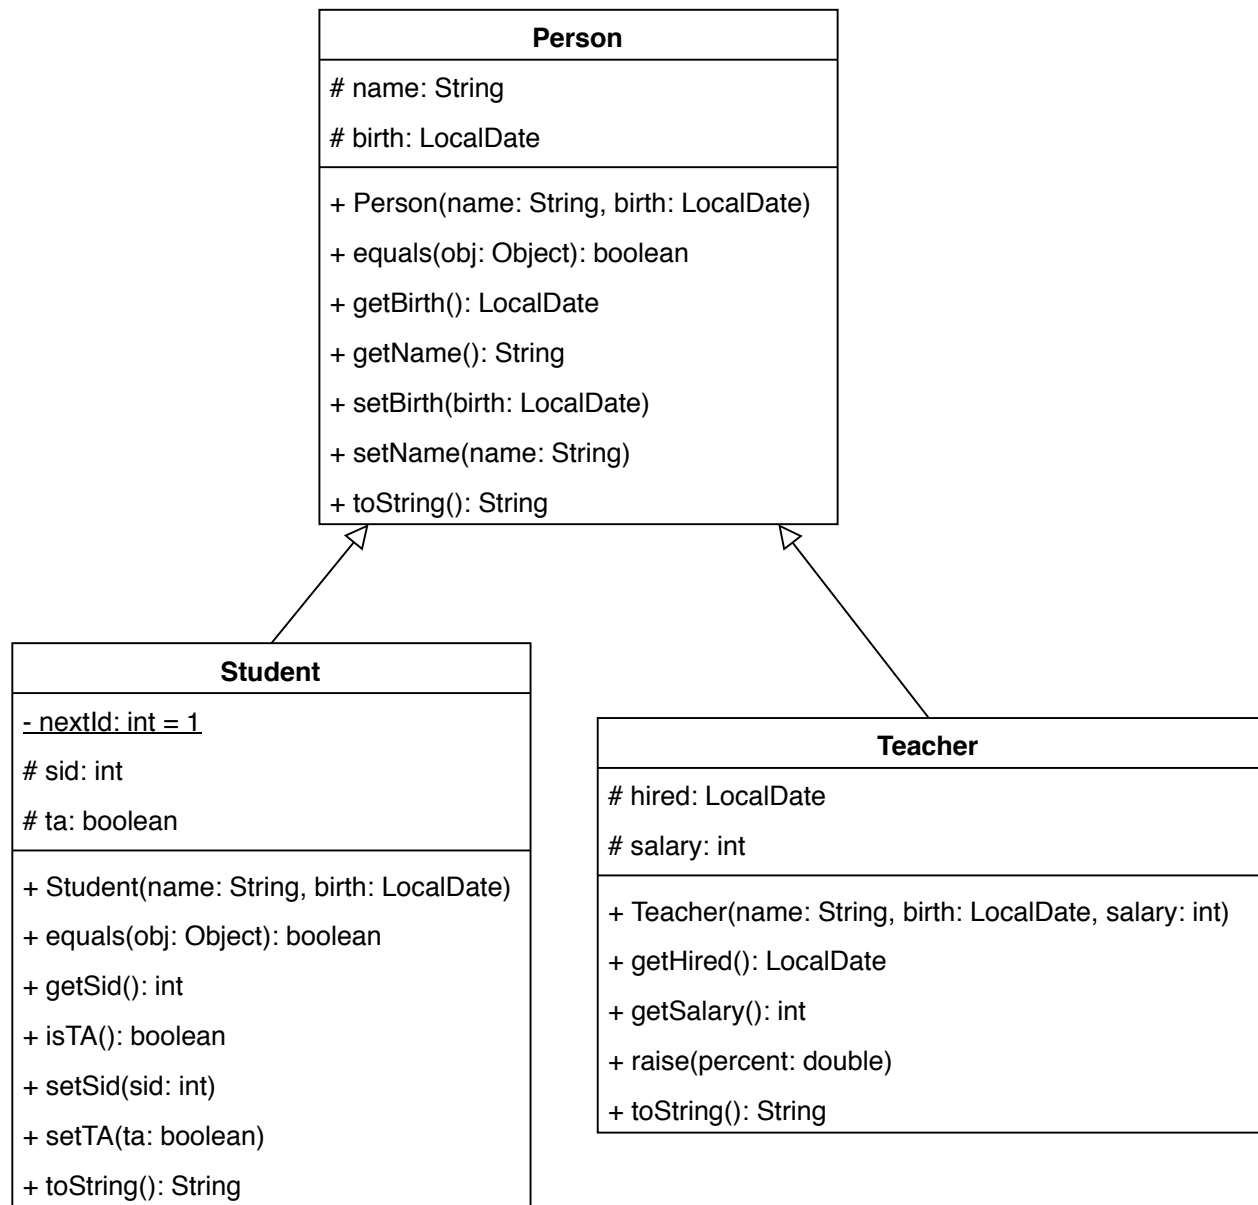 Person
# name: String
# birth: LocalDate
+ Person(name: String, birth: LocalDate)
+ equals(obj: Object): boolean
+ getBirth(): LocalDate
+ getName(): String
+ setBirth(birth: LocalDate)
+ setName(name: String)
+ toString(): String
Student
- nextId: int = 1
# sid: int
# ta: boolean
+ Student(name: String, birth: LocalDate)
+ equals(obj: Object): boolean
+ getSid(): int
+ isTA(): boolean
+ setSid(sid: int)
+ setTA(ta: boolean)
+ toString(): String
Teacher
# hired: LocalDate
# salary: int
+ Teacher(name: String, birth: LocalDate, salary: int)
+ getHired(): LocalDate
+ getSalary(): int
+ raise(percent: double)
+ toString(): String